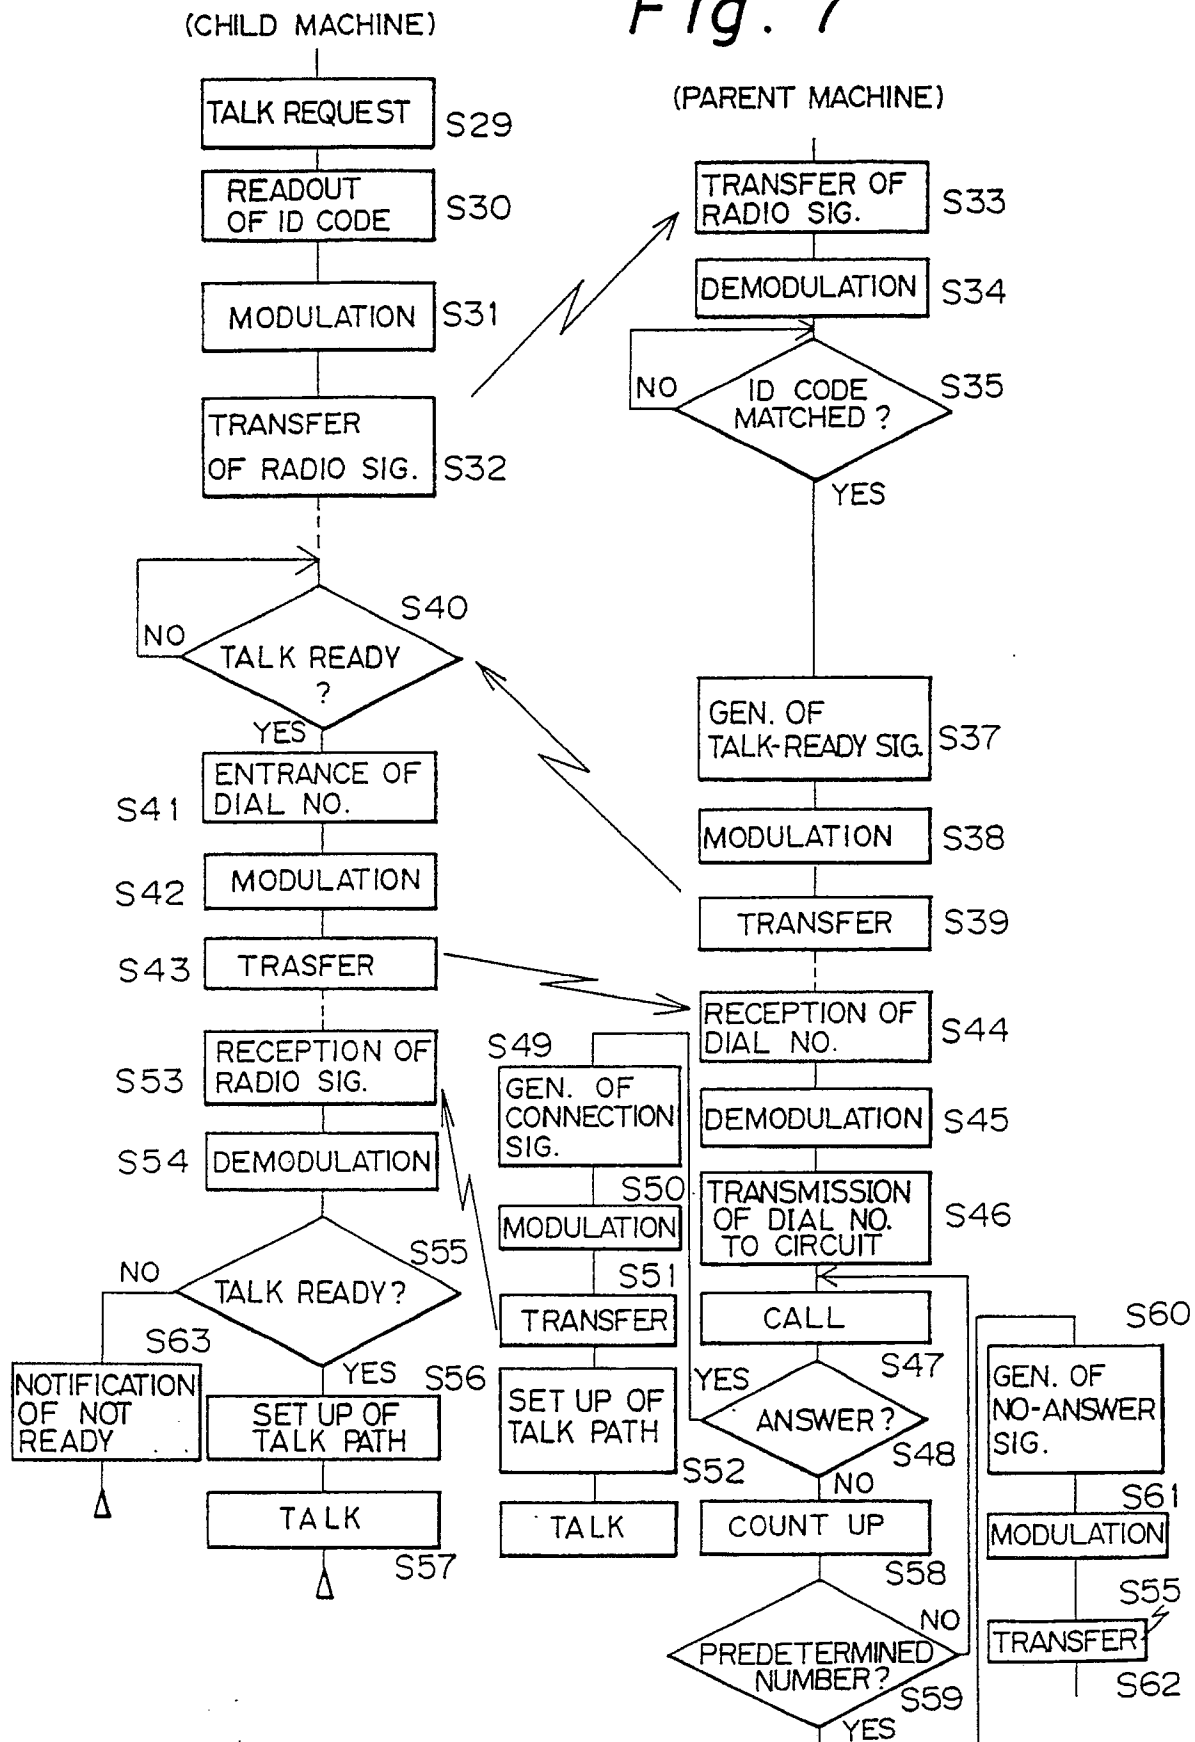 Fig. 7
(CHILD MACHINE)
TALK REQUEST
S29
READOUT
OF ID CODE
S30
MODULATION
S31
TRANSFER
OF RADIO SIG.
S32
S40
NO
TALK READY
?
YES
ENTRANCE OF
DIAL NO.
S41
MODULATION
S42
TRASFER
S43
RECEPTION OF
RADIO SIG.
S53
S54
DEMODULATION
S55
NO
TALK READY?
S63
YES
S56
NOTIFICATION
OF NOT
READY
SET UP OF
TALK PATH
TALK
S57
(PARENT MACHINE)
TRANSFER OF
RADIO SIG.
S33
DEMODULATION
S34
S35
NO
ID CODE
MATCHED ?
YES
GEN. OF
TALK-READY SIG.
S37
MODULATION
S38
TRANSFER
S39
RECEPTION OF
DIAL NO.
S44
DEMODULATION
S45
TRANSMISSION
OF DIAL NO.
TO CIRCUIT
S46
CALL
S47
YES
ANSWER?
S48
NO
COUNT UP
S58
NO
PREDETERMINED
NUMBER?
S59
YES
S49
GEN. OF
CONNECTION
SIG.
S50
MODULATION
S51
TRANSFER
SET UP OF
TALK PATH
S52
TALK
S60
GEN. OF
NO-ANSWER
SIG.
S61
MODULATION
S55
TRANSFER
S62